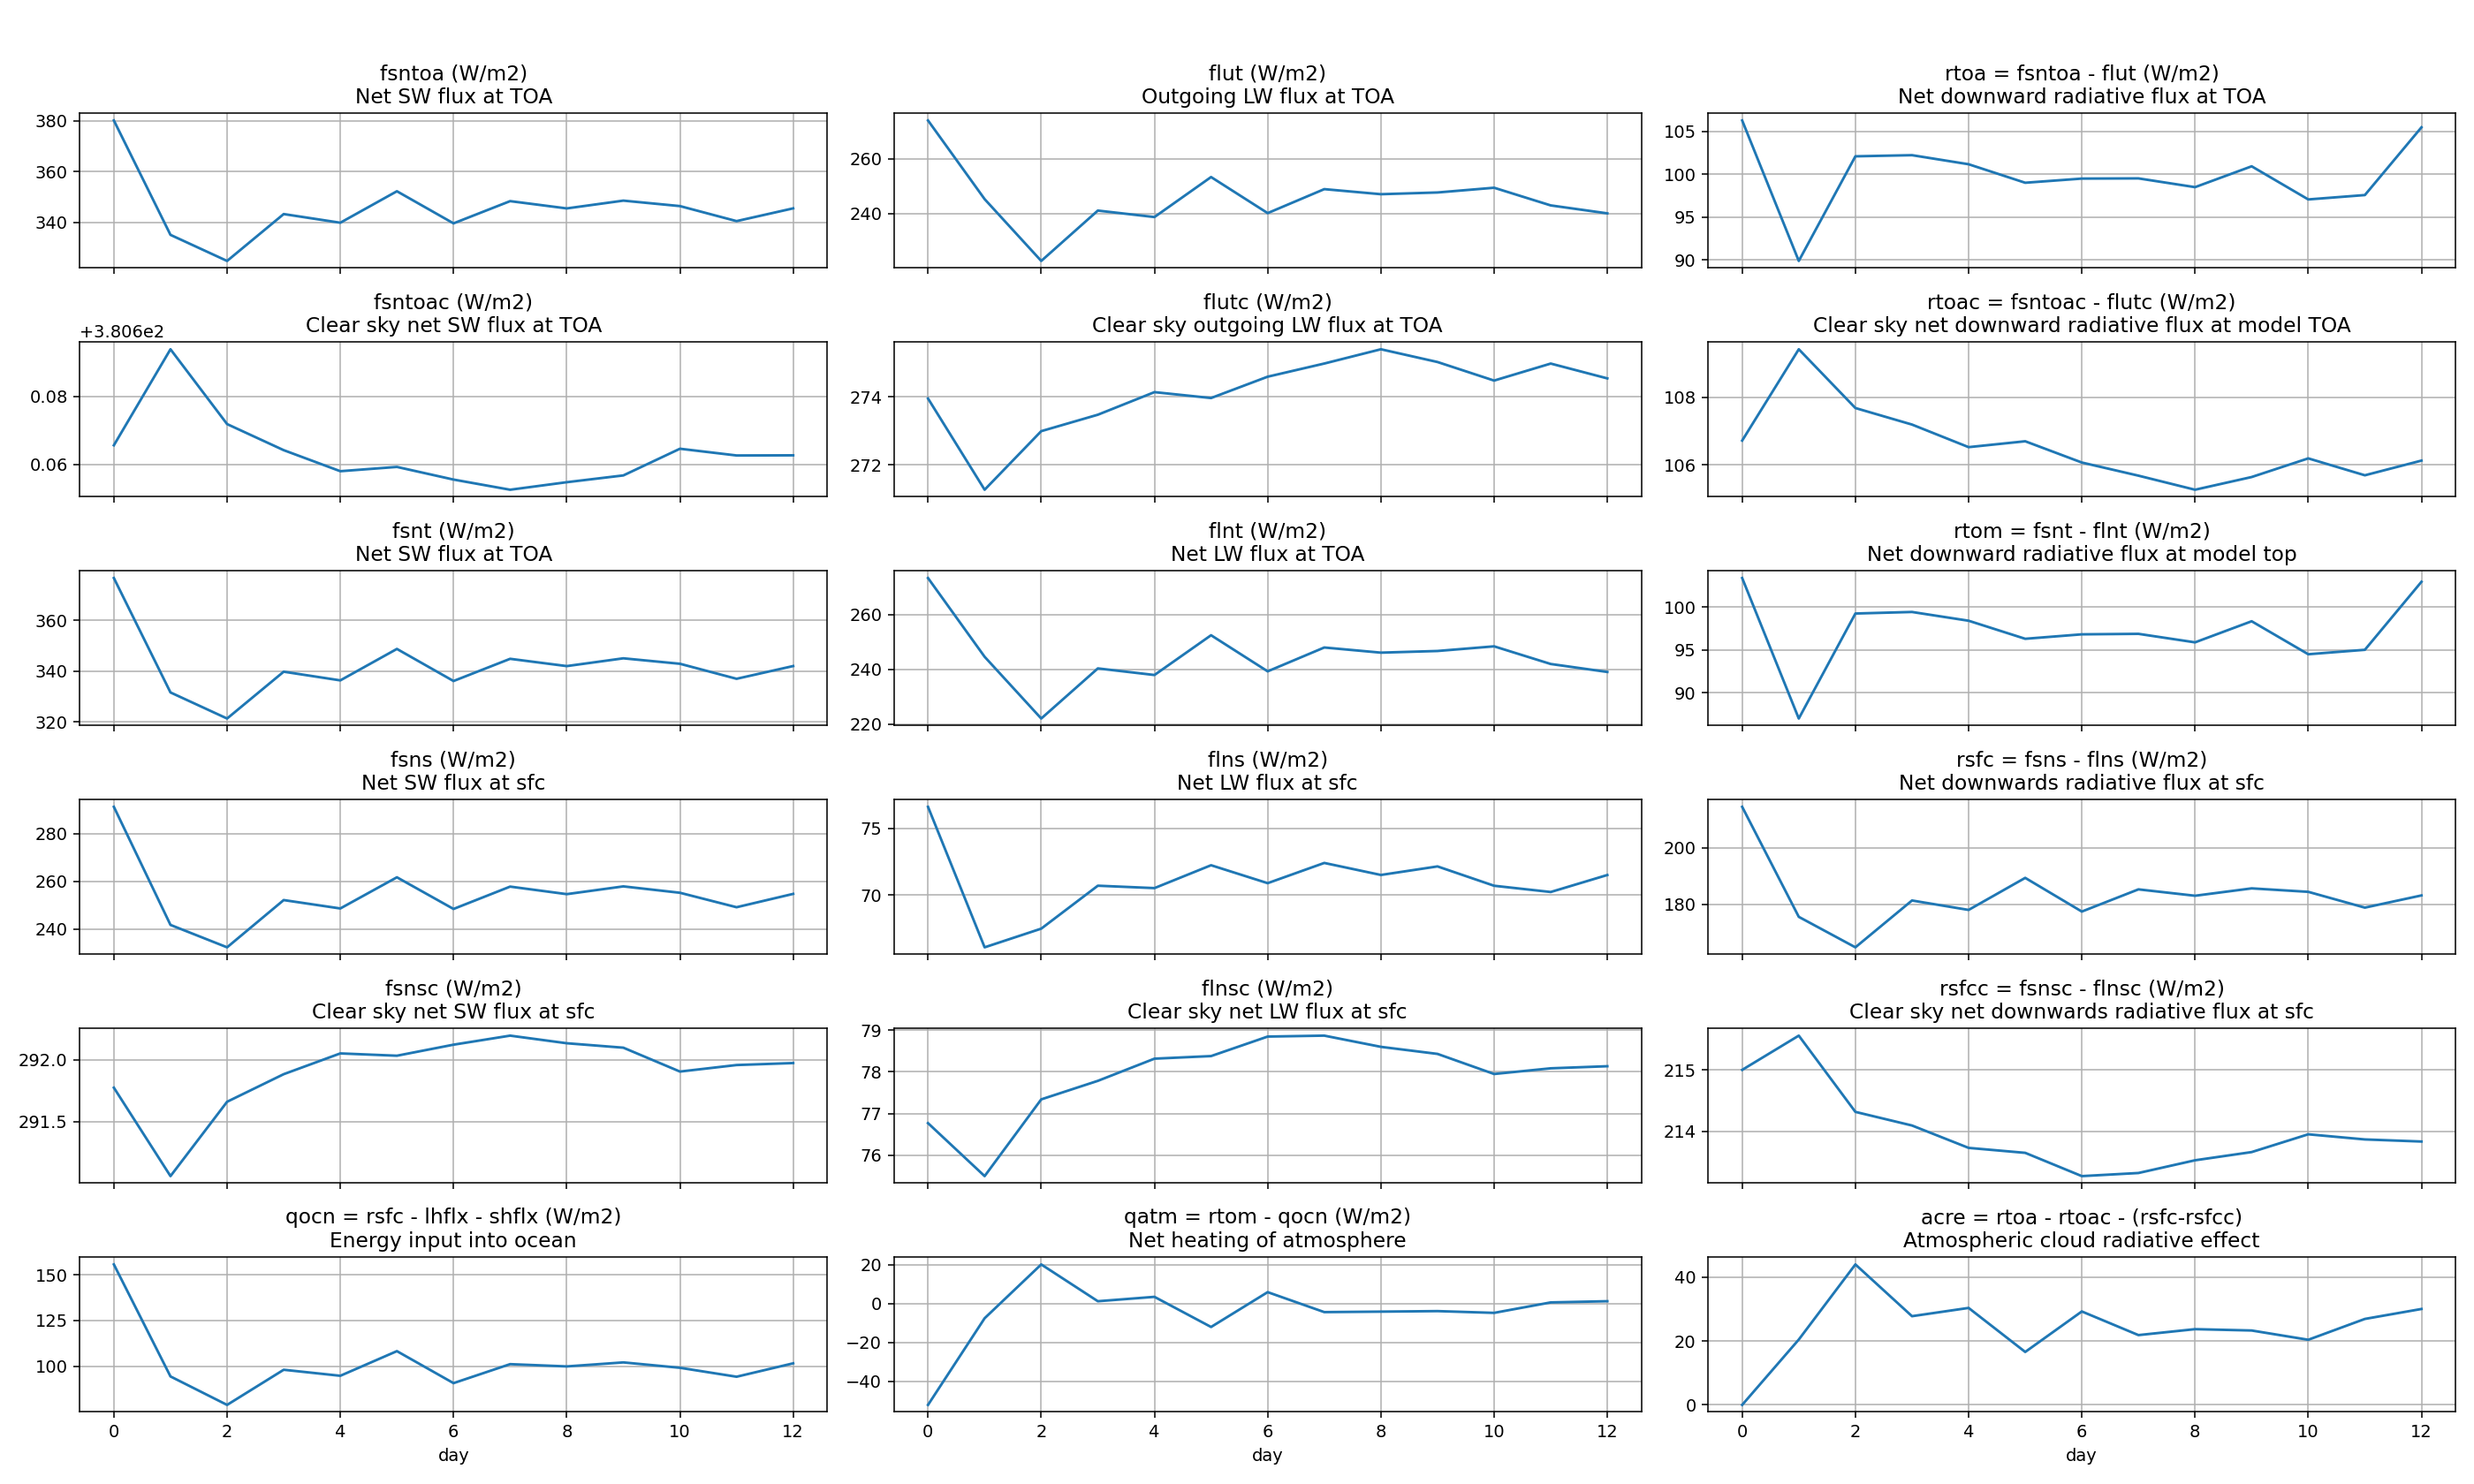 fsntoa (W/m2)
Net SW flux at TOA
380
360
340
flut (W/m2)
Outgoing LW flux at TOA
260
240
rtoa = fsntoa - flut (W/m2)
Net downward radiative flux at TOA
105
100
95
90
fsntoac (W/m2)
Clear sky net SW flux at TOA
+3.806e2
0.08
0.06
flutc (W/m2)
Clear sky outgoing LW flux at TOA
274
272
rtoac = fsntoac - flutc (W/m2)
Clear sky net downward radiative flux at model TOA
108
106
fsnt (W/m2)
Net SW flux at TOA
360
340
320
flnt (W/m2)
Net LW flux at TOA
260
240
220
rtom = fsnt - flnt (W/m2)
Net downward radiative flux at model top
100
95
90
fsns (W/m2)
Net SW flux at sfc
280
260
240
flns (W/m2)
Net LW flux at sfc
75
70
rsfc = fsns - flns (W/m2)
Net downwards radiative flux at sfc
200
180
fsnsc (W/m2)
Clear sky net SW flux at sfc
292.0
291.5
flnsc (W/m2)
Clear sky net LW flux at sfc
79
78
77
76
rsfcc = fsnsc - flnsc (W/m2)
Clear sky net downwards radiative flux at sfc
215
214
qocn = rsfc - lhflx - shflx (W/m2)
Energy input into ocean
150
125
100
0 2 4 6 8 10 12
day
qatm = rtom - qocn (W/m2)
Net heating of atmosphere
20
0
−20
−40
0 2 4 6 8 10 12
day
acre = rtoa - rtoac - (rsfc-rsfcc)
Atmospheric cloud radiative effect
40
20
0
0 2 4 6 8 10 12
day